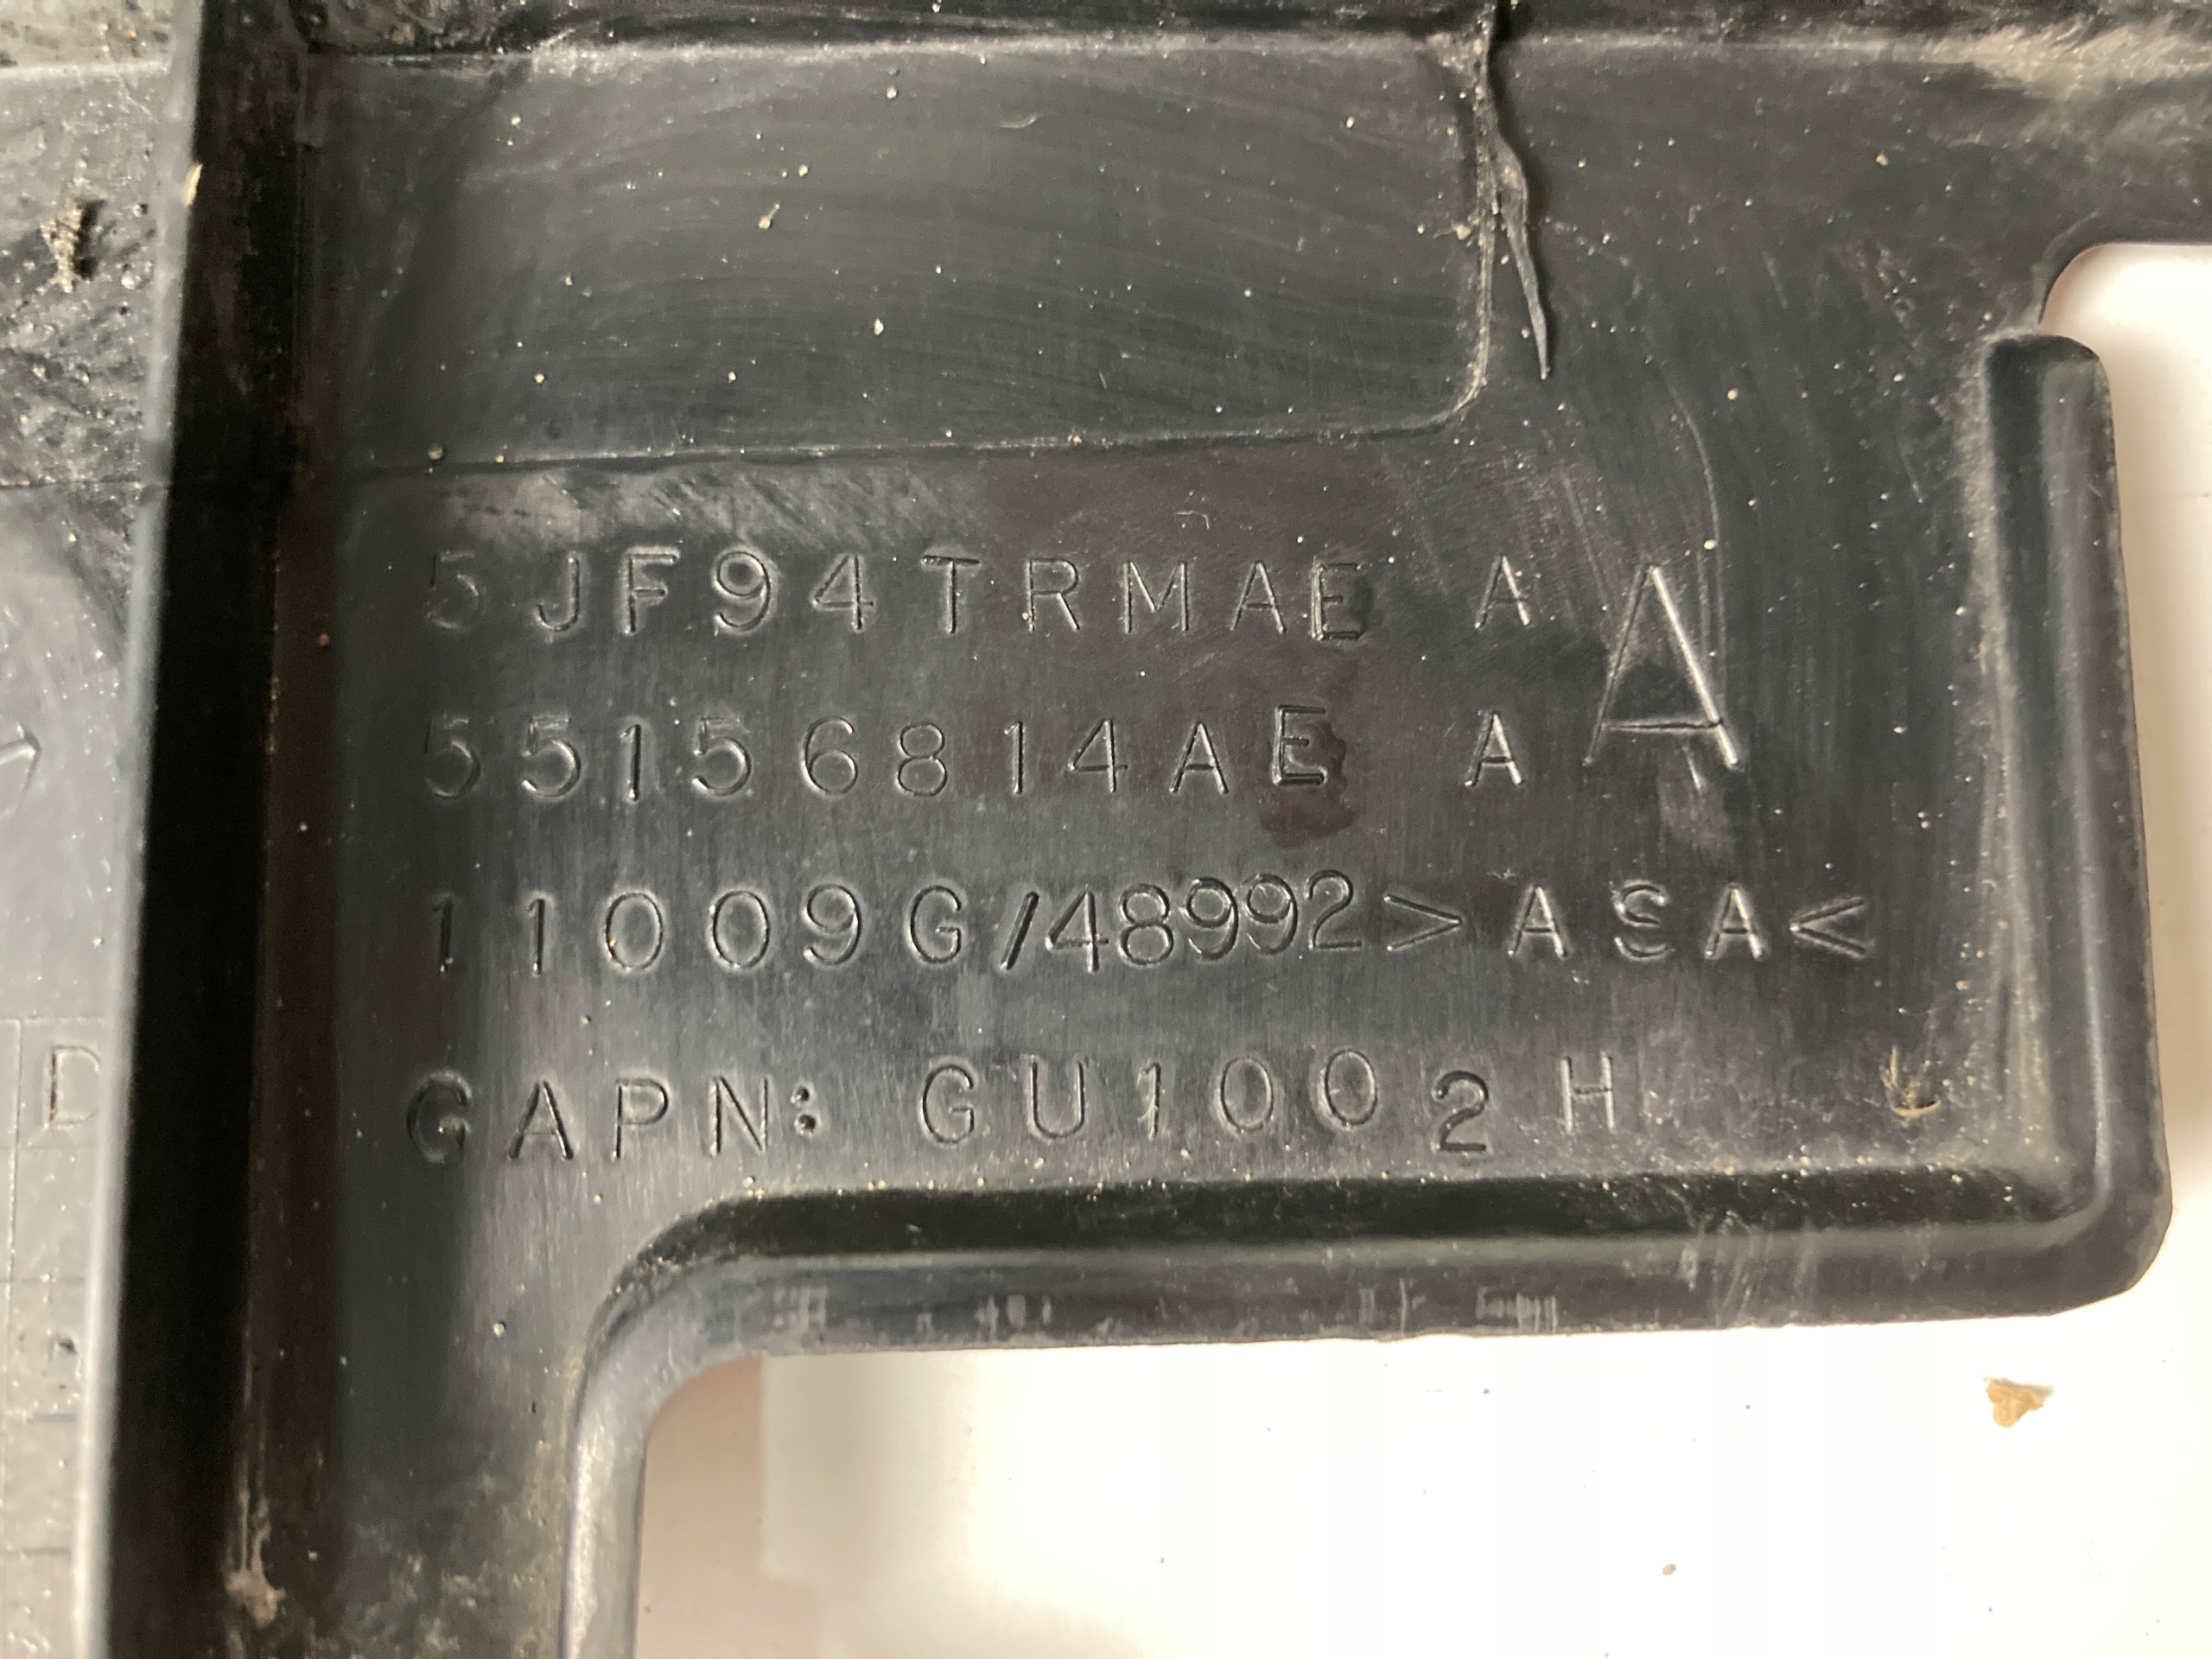 5JF94TRMAE A A
55156814AE A
11009G/48992>ASA<
GAPN: GU1002H
D